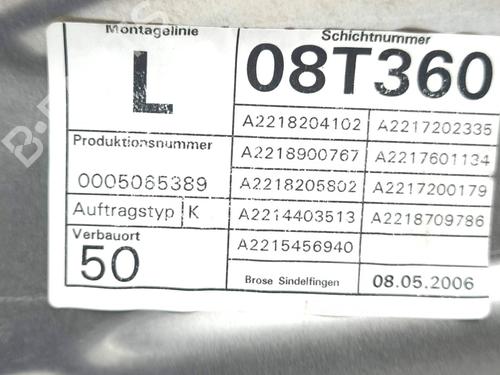 Montagelinie
L
Schichtnummer
08T360
Produktionsnummer
0005065389
Auftragstyp K
Verbauort
50
A2218204102 A2217202335
A2218900767 A2217601134
A2218205802 A2217200179
A2214403513 A2218709786
A2215456940
Brose Sindelfingen 08.05.2006